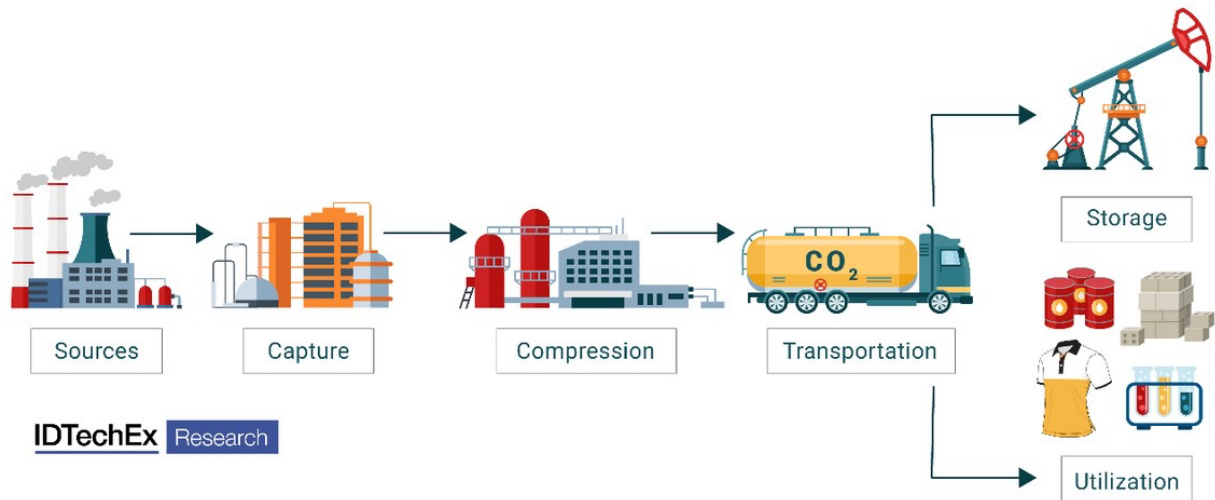 Sources
Capture
Compression
CO2
Transportation
Storage
Utilization
IDTechEx Research